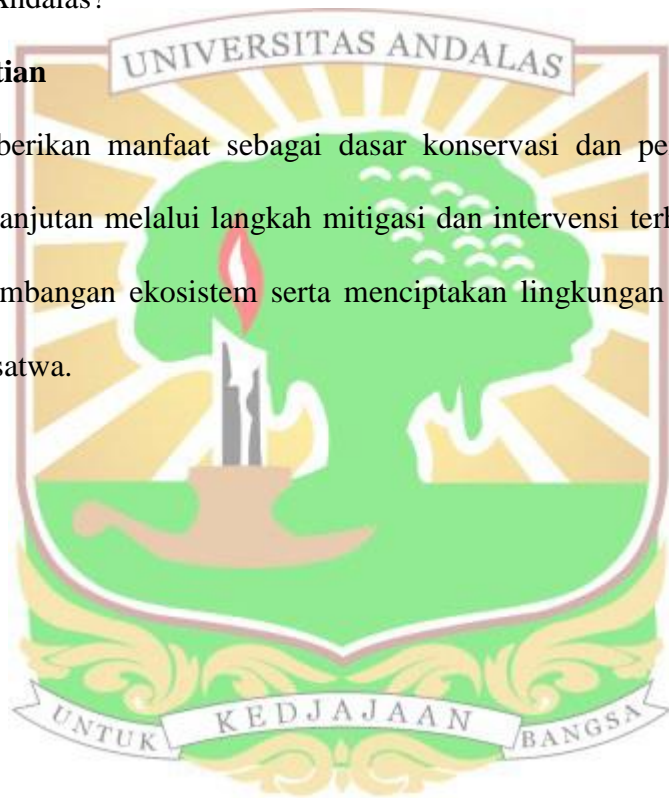 Andalas?
UNIVERSITAS ANDALAS
tian
berikan manfaat sebagai dasar konservasi dan pe
anjutan melalui langkah mitigasi dan intervensi terh
mbangan ekosistem serta menciptakan lingkungan
satwa.
UNTUK KEDJAJAAN BANGSA